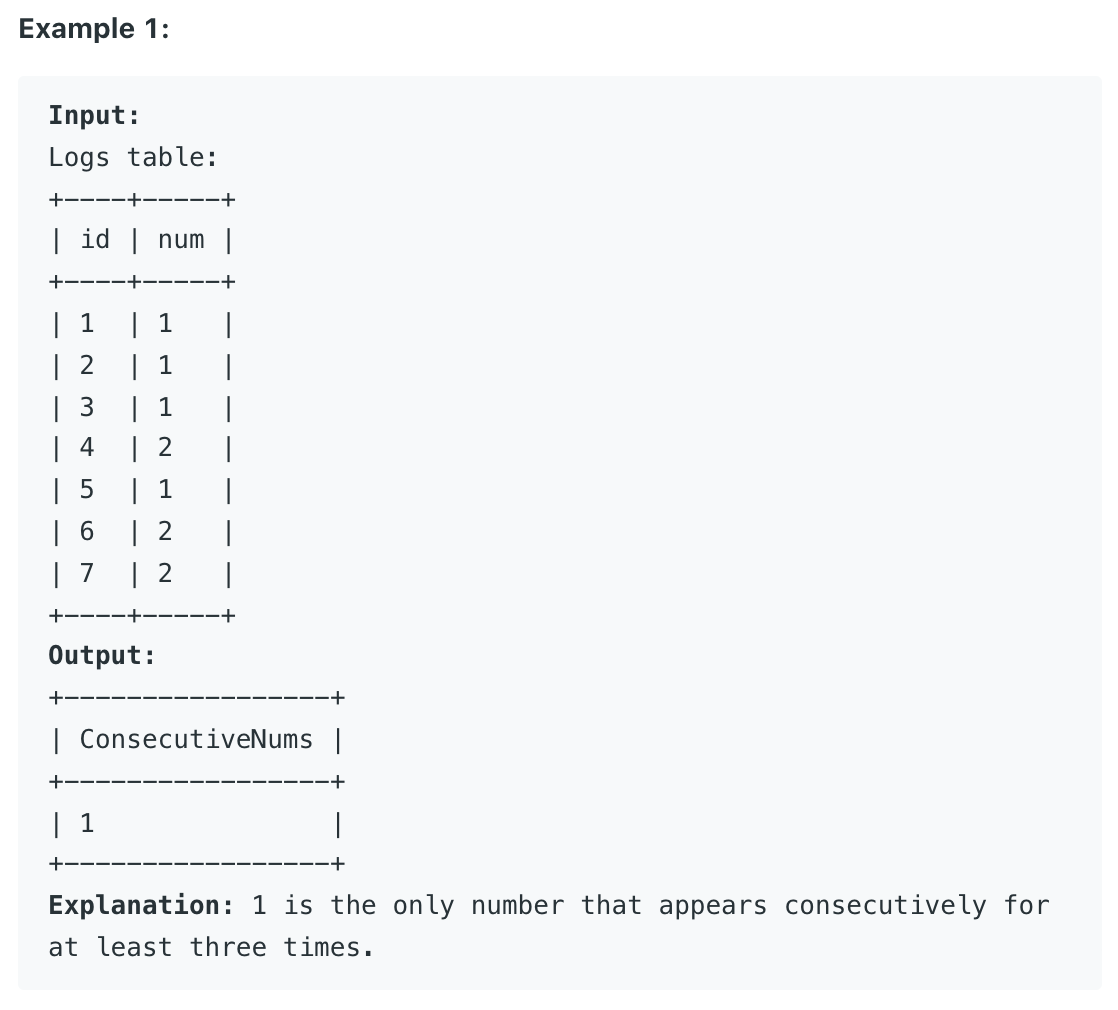 Example 1:
Input:
Logs table:
+----+-----+
| id | num |
+----+-----+
| 1  | 1   |
| 2  | 1   |
| 3  | 1   |
| 4  | 2   |
| 5  | 1   |
| 6  | 2   |
| 7  | 2   |
+----+-----+
Output:
+-----------------+
| ConsecutiveNums |
+-----------------+
| 1               |
+-----------------+
Explanation: 1 is the only number that appears consecutively for
at least three times.